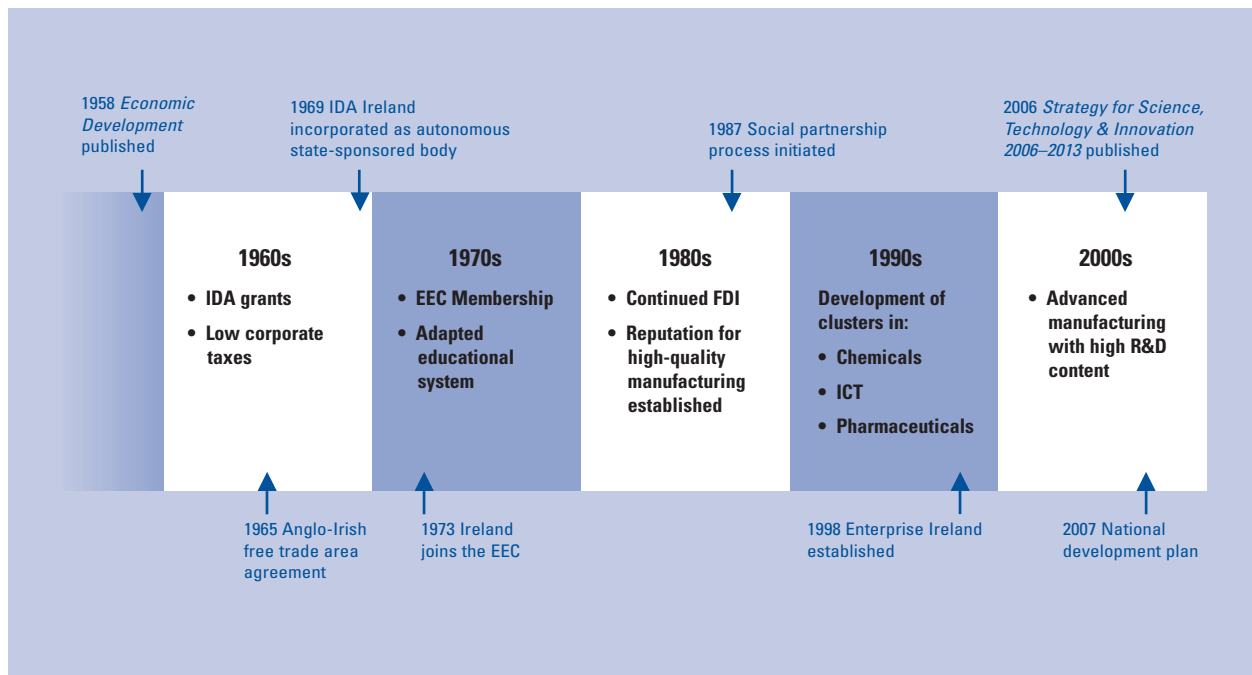 1958 Economic
Development
published
1969 IDA Ireland
incorporated as autonomous
state-sponsored body
1987 Social partnership
process initiated
2006 Strategy for Science,
Technology & Innovation
2006–2013 published
1960s
• IDA grants
• Low corporate
taxes
1970s
• EEC Membership
• Adapted
educational
system
1980s
• Continued FDI
• Reputation for
high-quality
manufacturing
established
1990s
Development of
clusters in:
• Chemicals
• ICT
• Pharmaceuticals
2000s
• Advanced
manufacturing
with high R&D
content
1965 Anglo-Irish
free trade area
agreement
1973 Ireland
joins the EEC
1998 Enterprise Ireland
established
2007 National
development plan